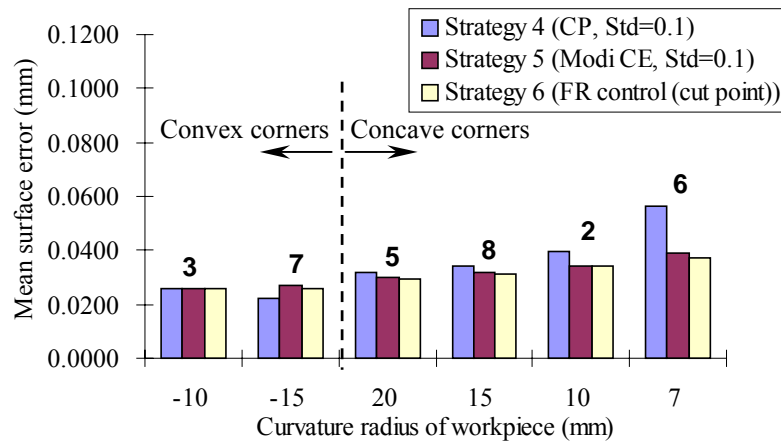 0.1200
0.1000
0.0800
0.0600
0.0400
0.0200
0.0000
Mean surface error (mm)
Strategy 4 (CP, Std=0.1)
Strategy 5 (Modi CE, Std=0.1)
Strategy 6 (FR control (cut point))
Convex corners
Concave corners
3
7
5
8
2
6
-10
-15
20
15
10
7
Curvature radius of workpiece (mm)